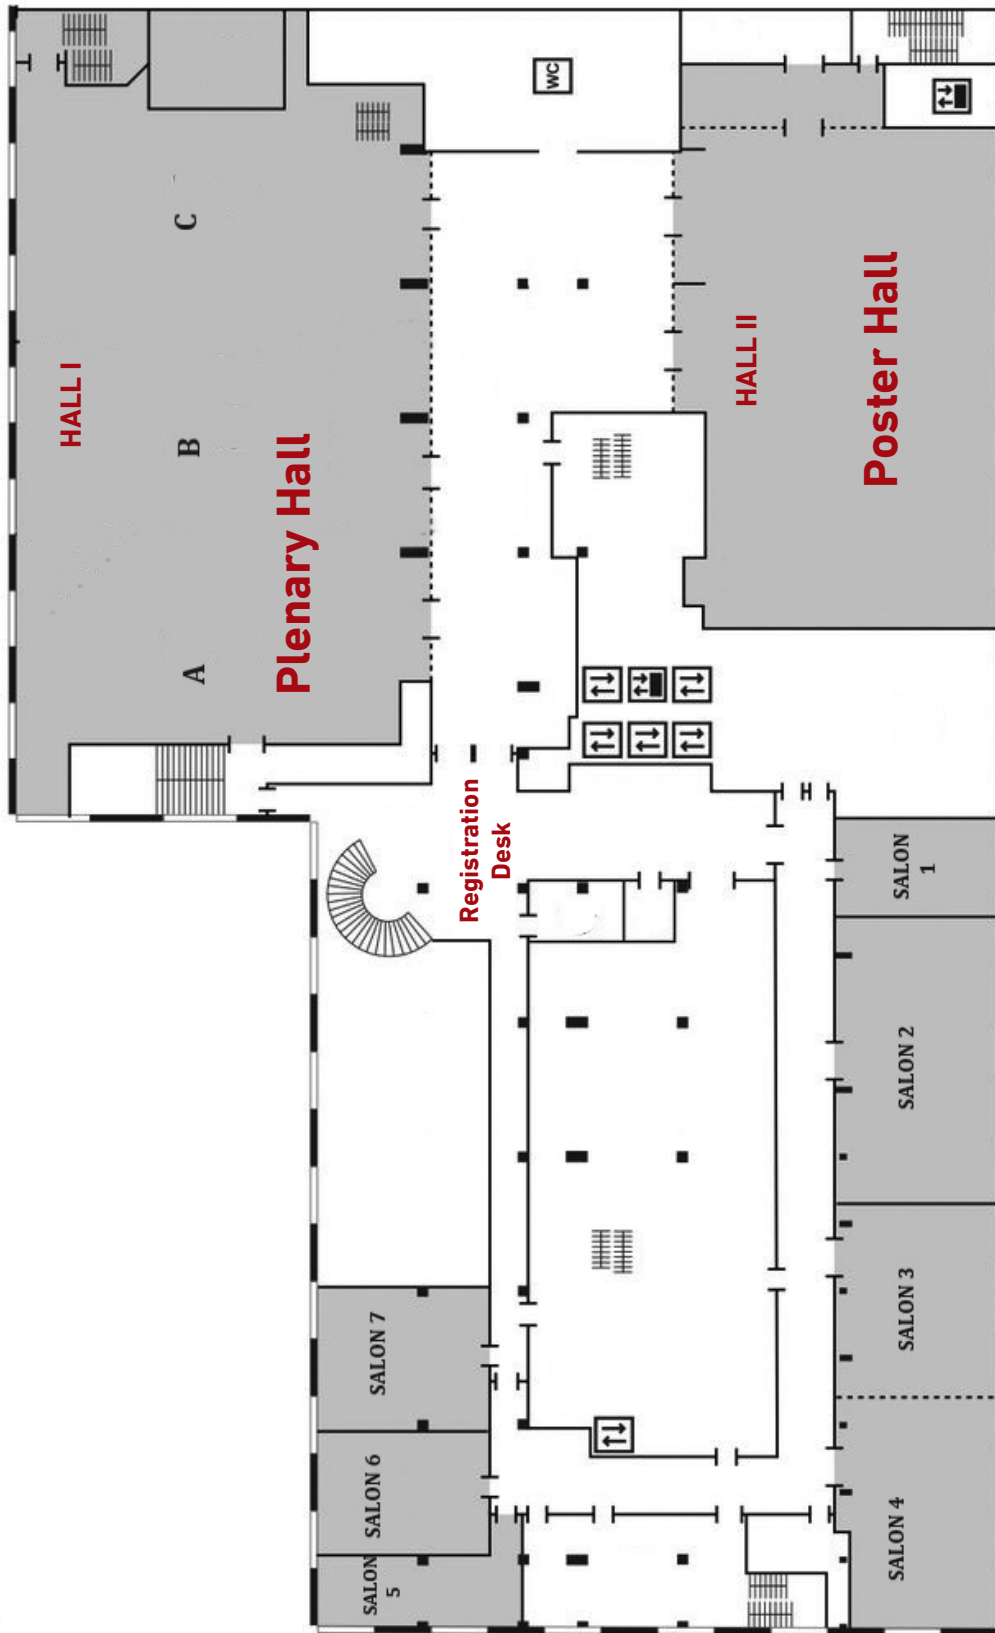 WC
C
HALL I
B
Plenary Hall
A
HALL II
Poster Hall
Registration
Desk
SALON
1
SALON 2
SALON 3
SALON 4
SALON 7
SALON 6
SALON
5